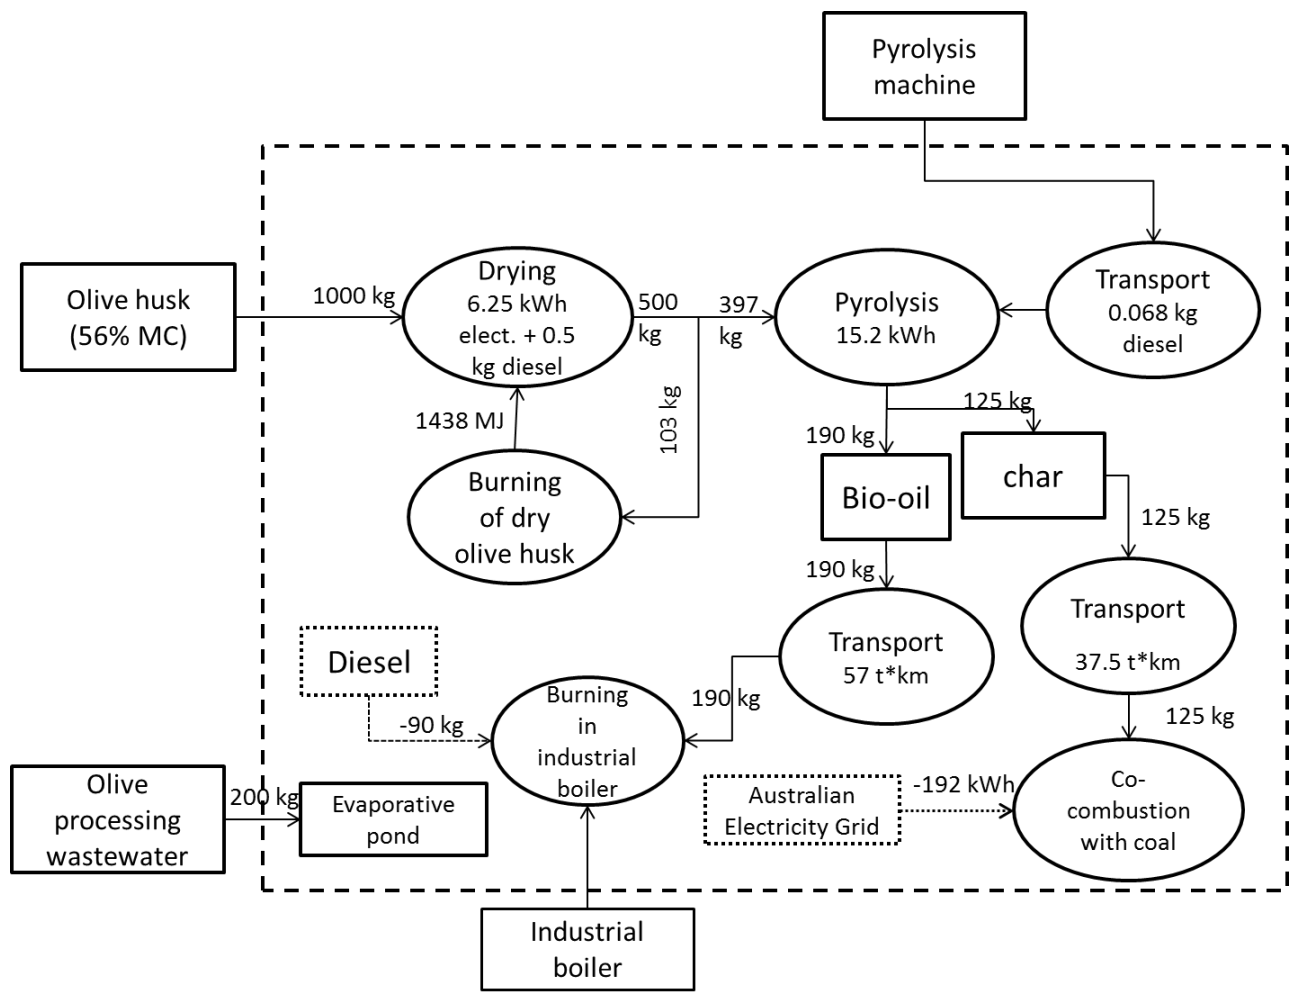 Pyrolysis
machine
Olive husk
(56% MC)
1000 kg
Drying
6.25 kWh
elect. + 0.5
kg diesel
500
kg
397
kg
Pyrolysis
15.2 kWh
Transport
0.068 kg
diesel
1438 MJ
103 kg
Burning
of dry
olive husk
190 kg
125 kg
Bio-oil
char
125 kg
190 kg
Transport
57 t*km
Transport
37.5 t*km
Diesel
-90 kg
Burning
in
industrial
boiler
190 kg
125 kg
Olive
processing
wastewater
200 kg
Evaporative
pond
Australian
Electricity Grid
-192 kWh
Co-
combustion
with coal
Industrial
boiler